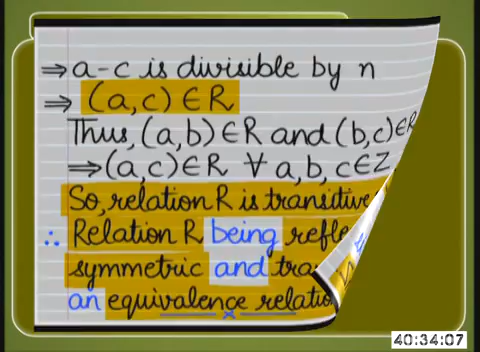 ⇒ a-c is divisible by n
⇒ (a,c) ∈ R
Thus, (a,b) ∈ R and (b,c) ∈ R
⇒ (a,c) ∈ R ∀ a, b, c ∈ Z
So, relation R is transitive
∴ Relation R being
symmetric and
an equivalence
40:34:07